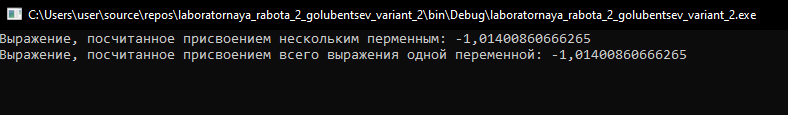 C:\Users\user\source\repos\laboratornaya_rabota_2_golubentsev_variant_2\bin\Debug\laboratornaya_rabota_2_golubentsev_variant_2.exe
Выражение, посчитанное присвоением нескольким перменным: -1,01400860666265
Выражение, посчитанное присвоением всего выражения одной переменной: -1,01400860666265